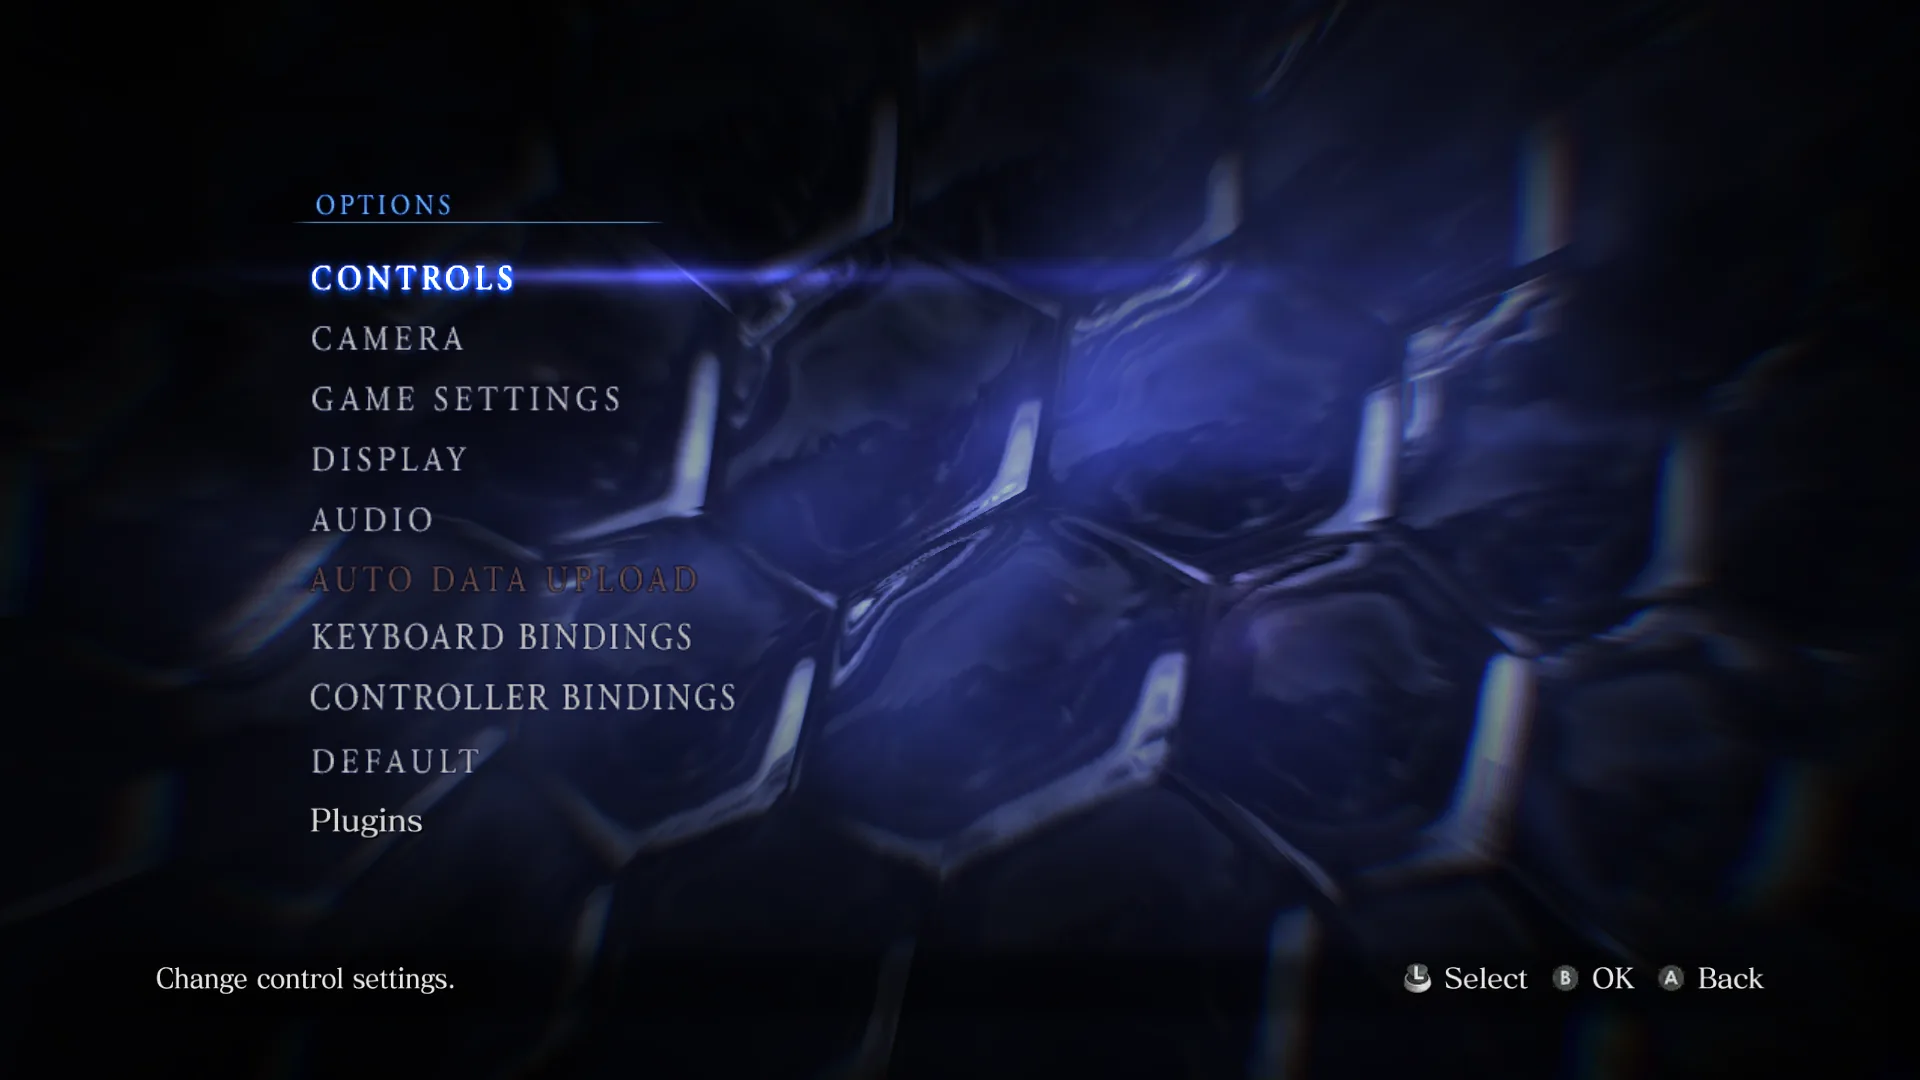 OPTIONS
CONTROLS
CAMERA
GAME SETTINGS
DISPLAY
AUDIO
AUTO DATA UPLOAD
KEYBOARD BINDINGS
CONTROLLER BINDINGS
DEFAULT
Plugins
Change control settings.
L Select B OK A Back